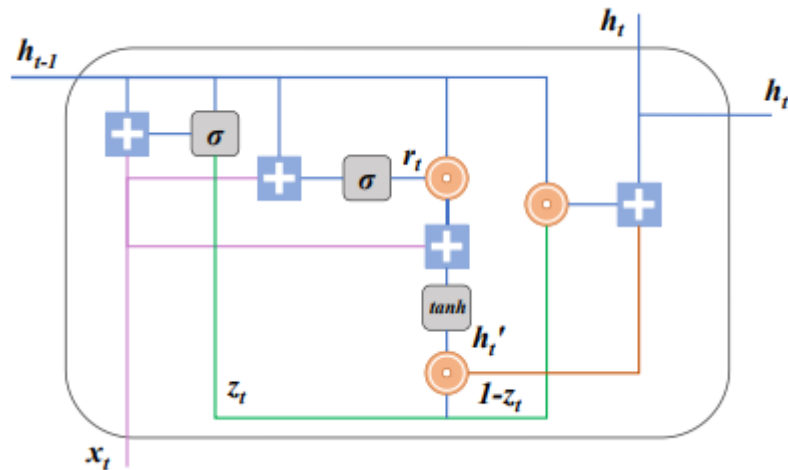 h_t
h_{t-1}
h_t
σ
r_t
σ
tanh
h_t'
z_t
1-z_t
x_t